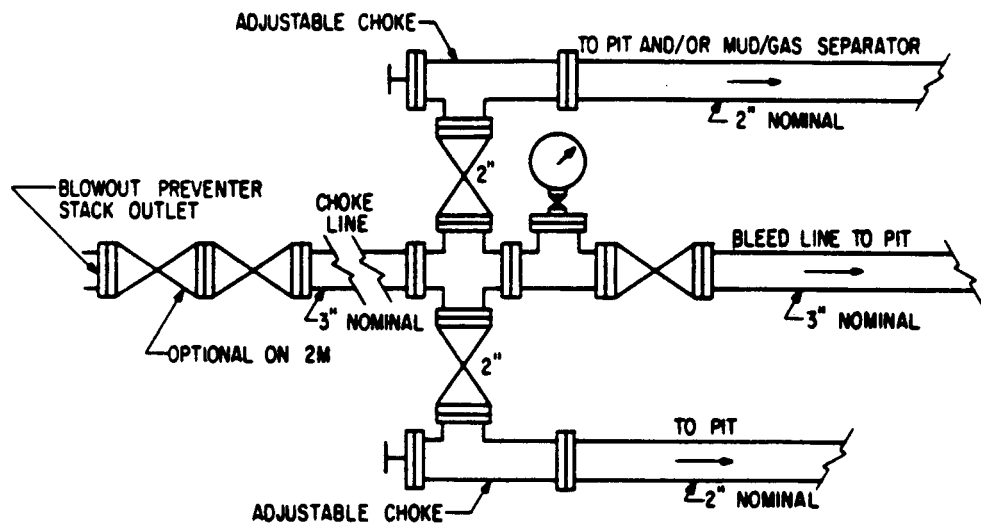 ADJUSTABLE CHOKE
TO PIT AND/OR MUD/GAS SEPARATOR
2" NOMINAL
2"
BLOWOUT PREVENTER
STACK OUTLET
CHOKE
LINE
BLEED LINE TO PIT
3" NOMINAL
3" NOMINAL
OPTIONAL ON 2M
2"
TO PIT
2" NOMINAL
ADJUSTABLE CHOKE